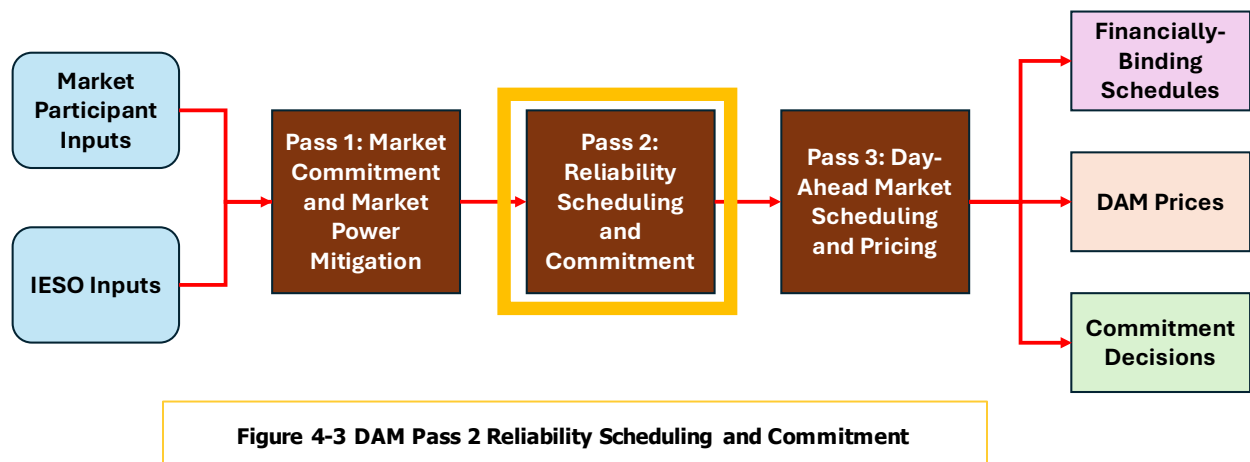 Market
Participant
Inputs
IESO Inputs
Pass 1: Market
Commitment
and Market
Power
Mitigation
Pass 2:
Reliability
Scheduling
and
Commitment
Pass 3: Day-
Ahead Market
Scheduling
and Pricing
Financially-
Binding
Schedules
DAM Prices
Commitment
Decisions
Figure 4-3 DAM Pass 2 Reliability Scheduling and Commitment